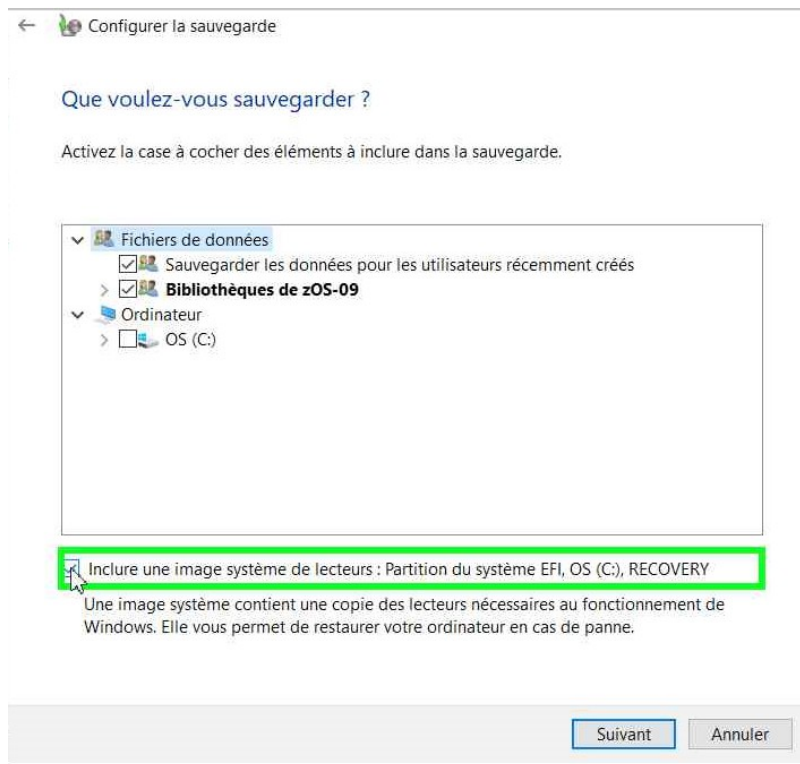 Configurer la sauvegarde
Que voulez-vous sauvegarder ?
Activez la case à cocher des éléments à inclure dans la sauvegarde.
Fichiers de données
Sauvegarder les données pour les utilisateurs récemment créés
Bibliothèques de zOS-09
Ordinateur
OS (C:)
Inclure une image système de lecteurs : Partition du système EFI, OS (C:), RECOVERY
Une image système contient une copie des lecteurs nécessaires au fonctionnement de
Windows. Elle vous permet de restaurer votre ordinateur en cas de panne.
Suivant
Annuler